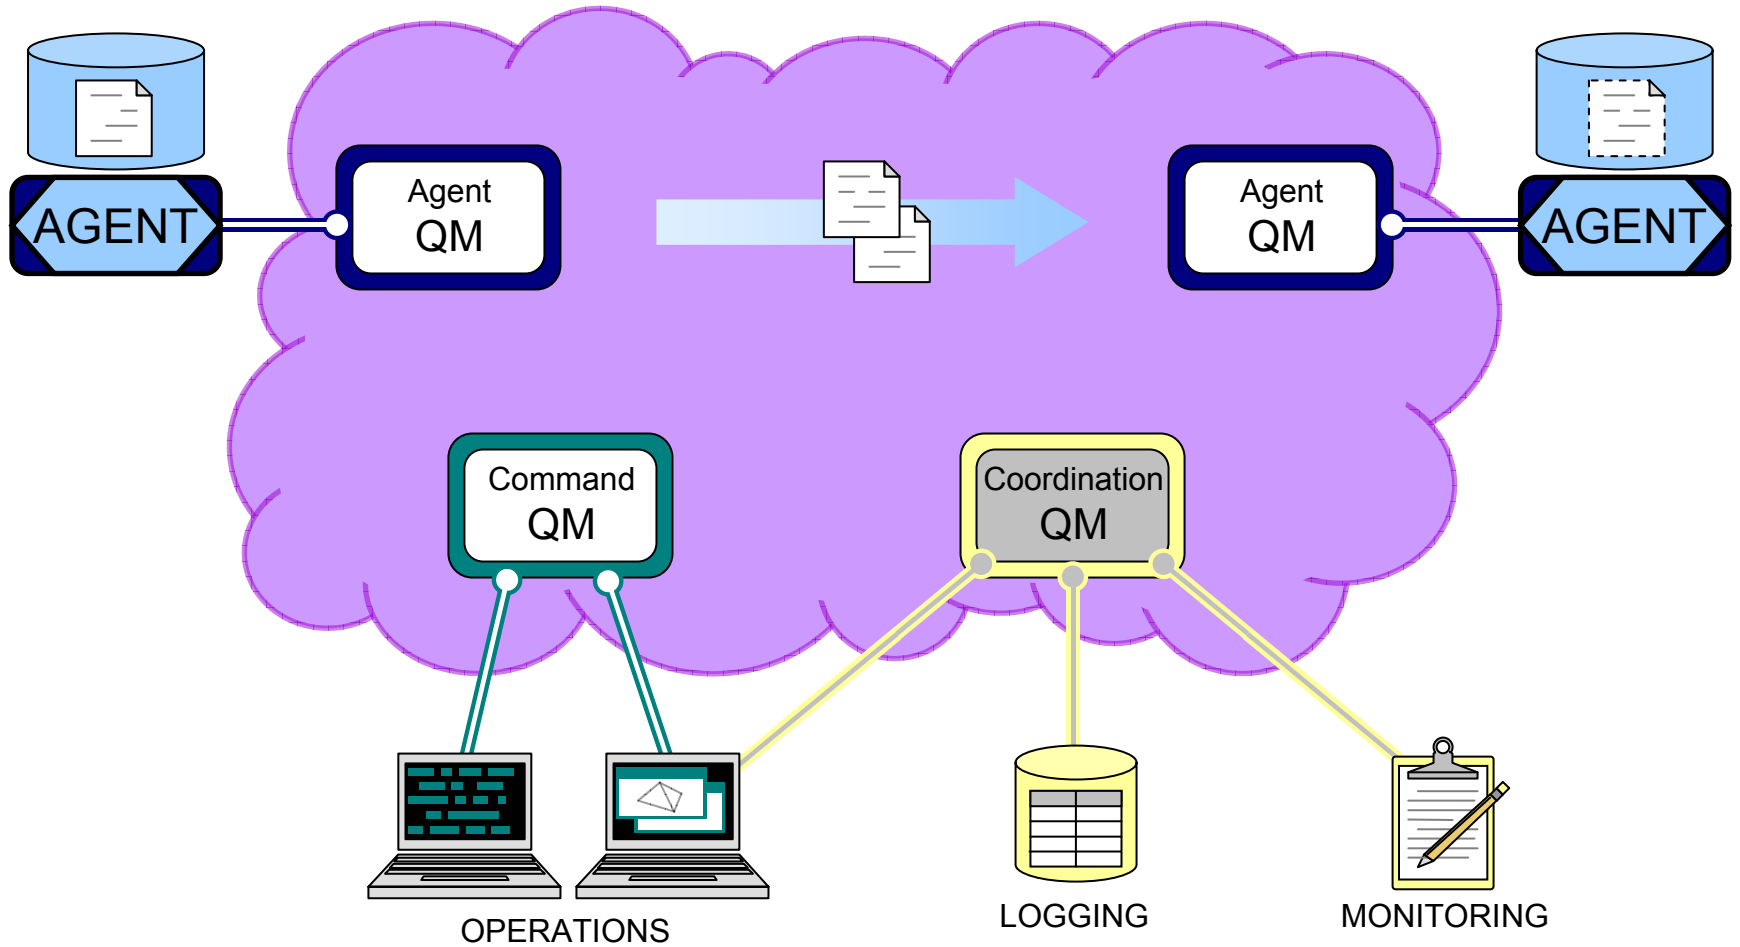 AGENT
Agent
QM
Agent
QM
AGENT
Command
QM
Coordination
QM
OPERATIONS
LOGGING
MONITORING